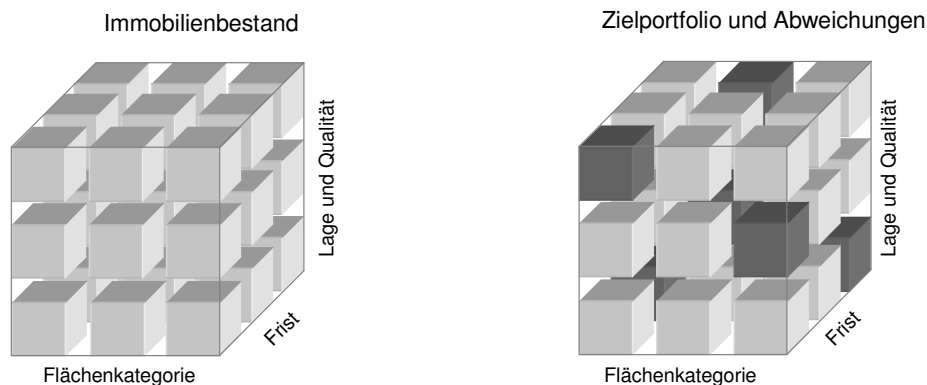 Immobilienbestand
Zielportfolio und Abweichungen
Lage und Qualität
Frist
Flächenkategorie
Lage und Qualität
Frist
Flächenkategorie